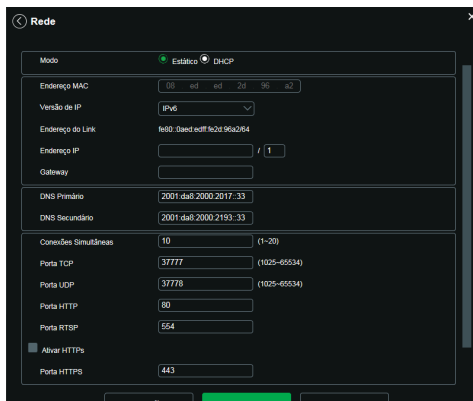 Rede
Modo Estático DHCP
Endereço MAC 08 ed ed 2d 96 a2
Versão de IP IPv6
Endereço do Link fe80::0aed:edff:fe2d:96a2/64
Endereço IP / 1
Gateway
DNS Primário 2001:da8:2000:2017::33
DNS Secundário 2001:da8:2000:2193::33
Conexões Simultâneas 10 (1~20)
Porta TCP 37777 (1025~65534)
Porta UDP 37778 (1025~65534)
Porta HTTP 80
Porta RTSP 554
Ativar HTTPs
Porta HTTPS 443